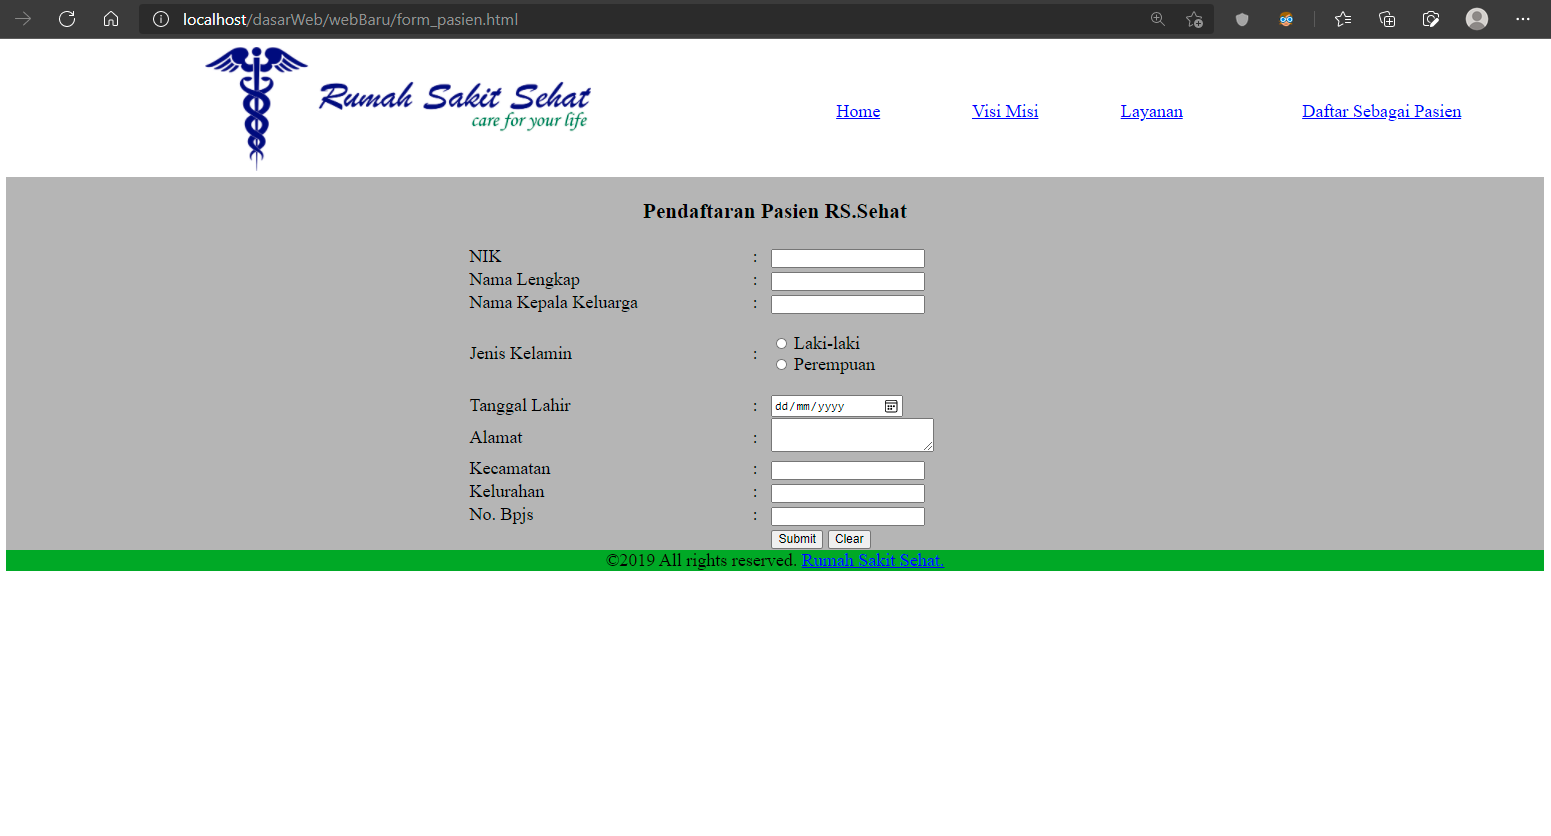 localhost/dasarWeb/webBaru/form_pasien.html
Rumah Sakit Sehat
care for your life
Home Visi Misi Layanan Daftar Sebagai Pasien
Pendaftaran Pasien RS.Sehat
NIK :
Nama Lengkap :
Nama Kepala Keluarga :
Jenis Kelamin : Laki-laki
Perempuan
Tanggal Lahir : dd/mm/yyyy
Alamat :
Kecamatan :
Kelurahan :
No. Bpjs :
Submit Clear
©2019 All rights reserved. Rumah Sakit Sehat.